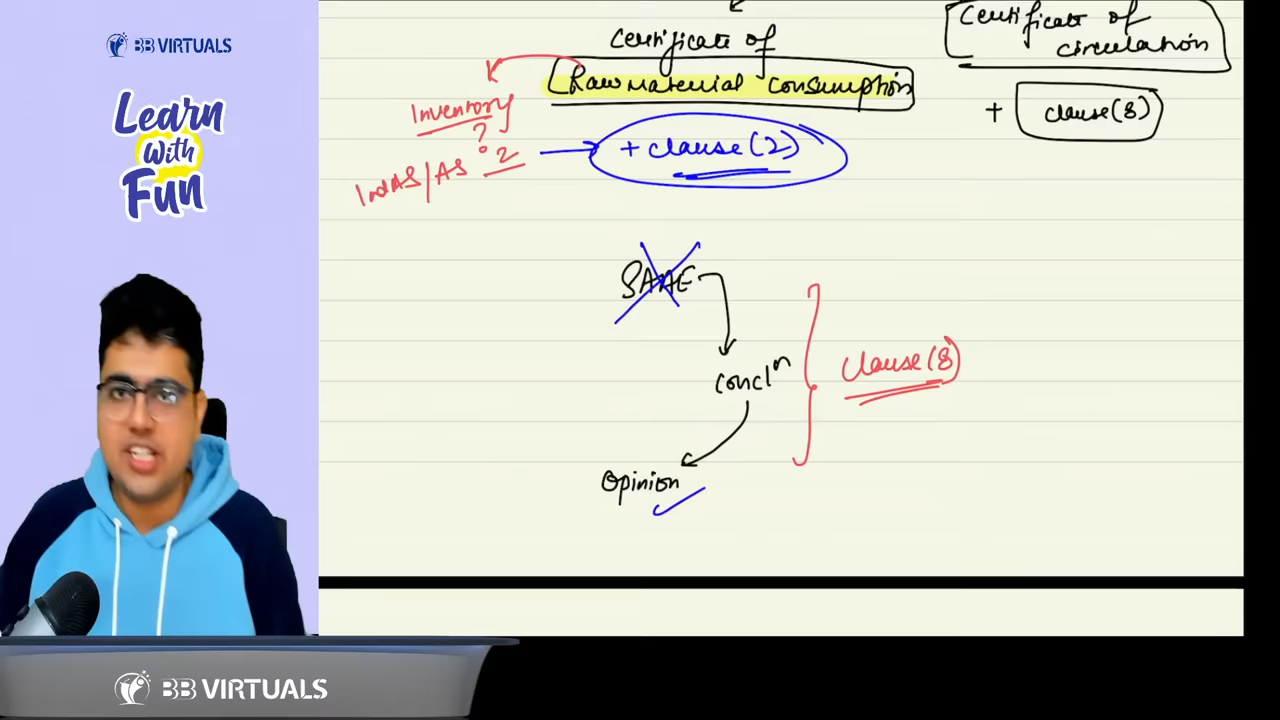 BB VIRTUALS
Learn
With
Fun
Certificate of
Raw material Consumption
Inventory
?
Ind AS/AS 2
+ clause (2)
Certificate of
circulation
+ clause (8)
SAAE
Conclⁿ
Opinion
clause (8)
BB VIRTUALS